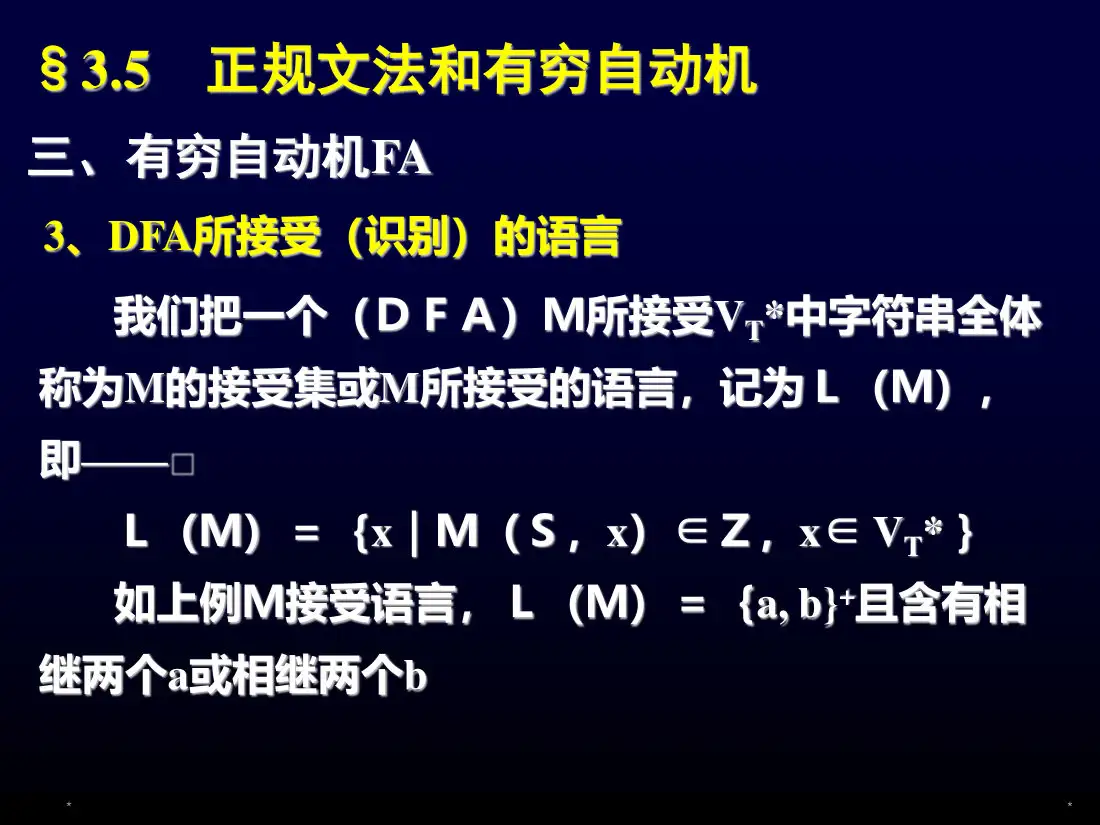 §3.5 正规文法和有穷自动机
三、有穷自动机FA
3、DFA所接受（识别）的语言
我们把一个（D F A）M所接受V_T*中字符串全体
称为M的接受集或M所接受的语言，记为 L （M），
即——□
L （M） = {x｜M（S，x）∈Z，x∈ V_T* }
如上例M接受语言， L （M） = {a, b}⁺且含有相
继两个a或相继两个b
* *